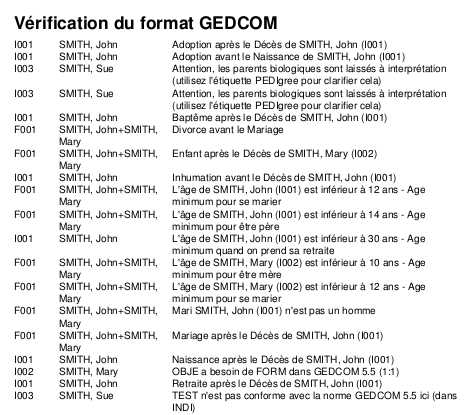 Vérification du format GEDCOM
I001 SMITH, John Adoption après le Décès de SMITH, John (I001)
I001 SMITH, John Adoption avant le Naissance de SMITH, John (I001)
I003 SMITH, Sue Attention, les parents biologiques sont laissés à interprétation
(utilisez l'étiquette PEDIgree pour clarifier cela)
I003 SMITH, Sue Attention, les parents biologiques sont laissés à interprétation
(utilisez l'étiquette PEDIgree pour clarifier cela)
I001 SMITH, John Baptême après le Décès de SMITH, John (I001)
F001 SMITH, John+SMITH, Divorce avant le Mariage
Mary
F001 SMITH, John+SMITH, Enfant après le Décès de SMITH, Mary (I002)
Mary
I001 SMITH, John Inhumation avant le Décès de SMITH, John (I001)
F001 SMITH, John+SMITH, L'âge de SMITH, John (I001) est inférieur à 12 ans - Age
Mary minimum pour se marier
F001 SMITH, John+SMITH, L'âge de SMITH, John (I001) est inférieur à 14 ans - Age
Mary minimum pour être père
I001 SMITH, John L'âge de SMITH, John (I001) est inférieur à 30 ans - Age
minimum quand on prend sa retraite
F001 SMITH, John+SMITH, L'âge de SMITH, Mary (I002) est inférieur à 10 ans - Age
Mary minimum pour être mère
F001 SMITH, John+SMITH, L'âge de SMITH, Mary (I002) est inférieur à 12 ans - Age
Mary minimum pour se marier
F001 SMITH, John+SMITH, Mari SMITH, John (I001) n'est pas un homme
Mary
F001 SMITH, John+SMITH, Mariage après le Décès de SMITH, John (I001)
Mary
I001 SMITH, John Naissance après le Décès de SMITH, John (I001)
I002 SMITH, Mary OBJE a besoin de FORM dans GEDCOM 5.5 (1:1)
I001 SMITH, John Retraite après le Décès de SMITH, John (I001)
I003 SMITH, Sue TEST n'est pas conforme avec la norme GEDCOM 5.5 ici (dans
INDI)